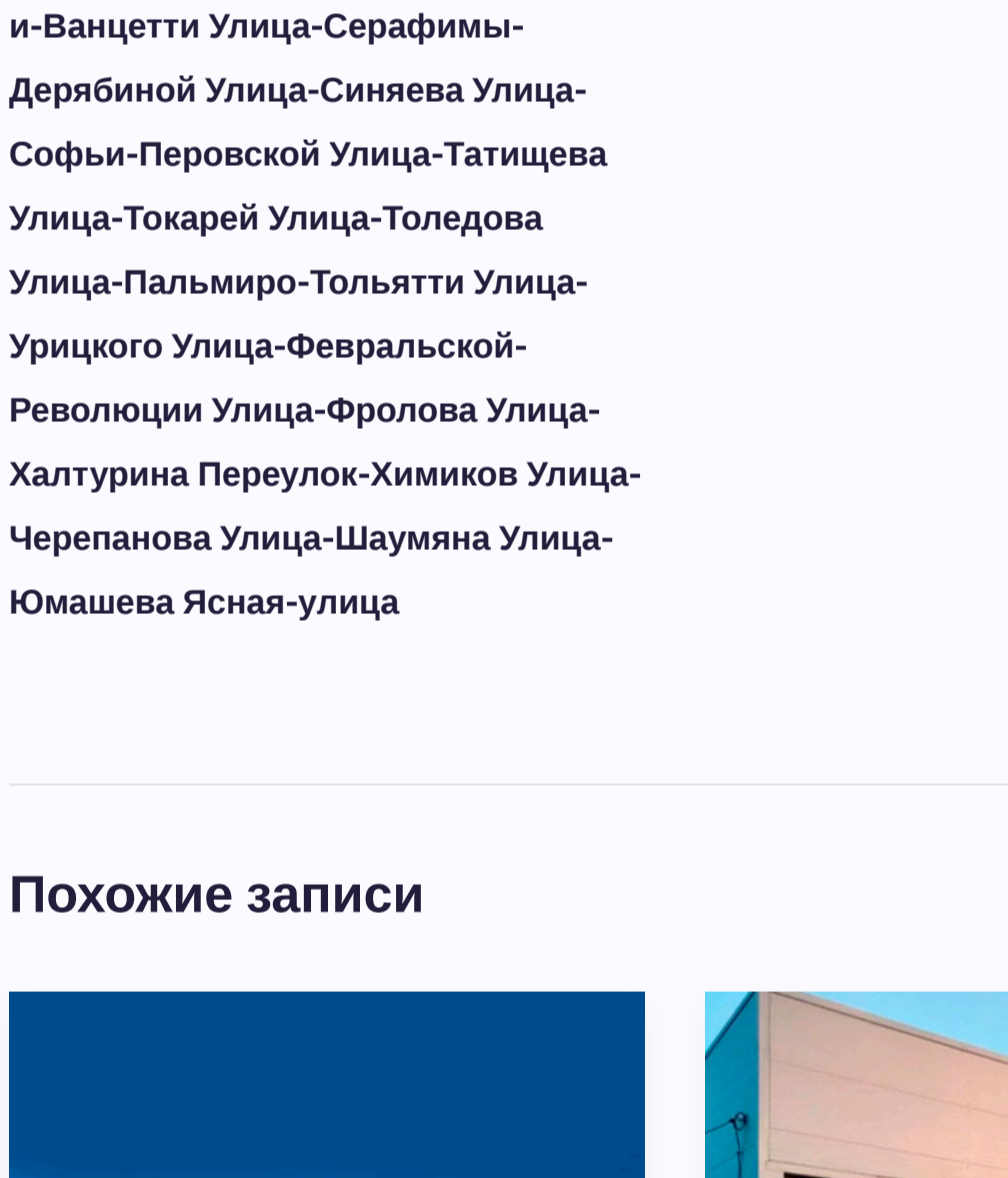 и-Ванцетти Улица-Серафимы-
Дерябиной Улица-Синяева Улица-
Софьи-Перовской Улица-Татищева
Улица-Токарей Улица-Толедова
Улица-Пальмиро-Тольятти Улица-
Урицкого Улица-Февральской-
Революции Улица-Фролова Улица-
Халтурина Переулок-Химиков Улица-
Черепанова Улица-Шаумяна Улица-
Юмашева Ясная-улица
Похожие записи